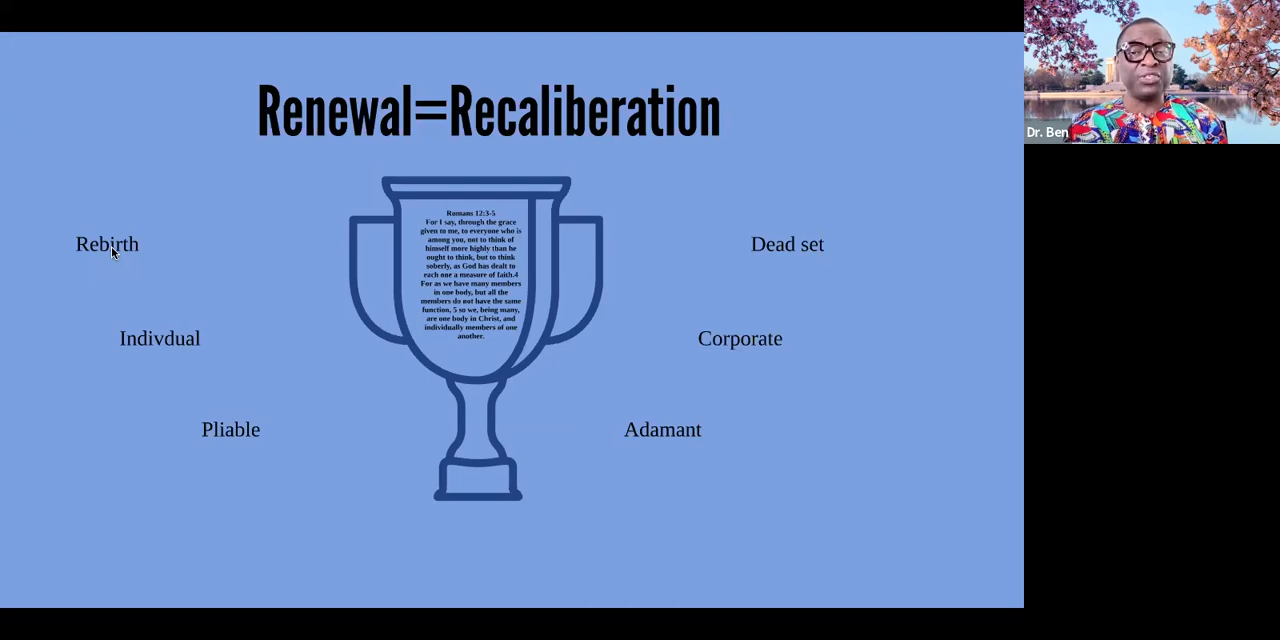 Renewal=Recaliberation
Romans 12:3-5
For I say, through the grace
given to me, to everyone who is
among you, not to think of
himself more highly than he
ought to think, but to think
soberly, as God has dealt to
each one a measure of faith.4
For as we have many members
in one body, but all the
members do not have the same
function, 5 so we, being many,
are one body in Christ, and
individually members of one
another.
Rebirth
Dead set
Indivdual
Corporate
Pliable
Adamant
Dr. Ben